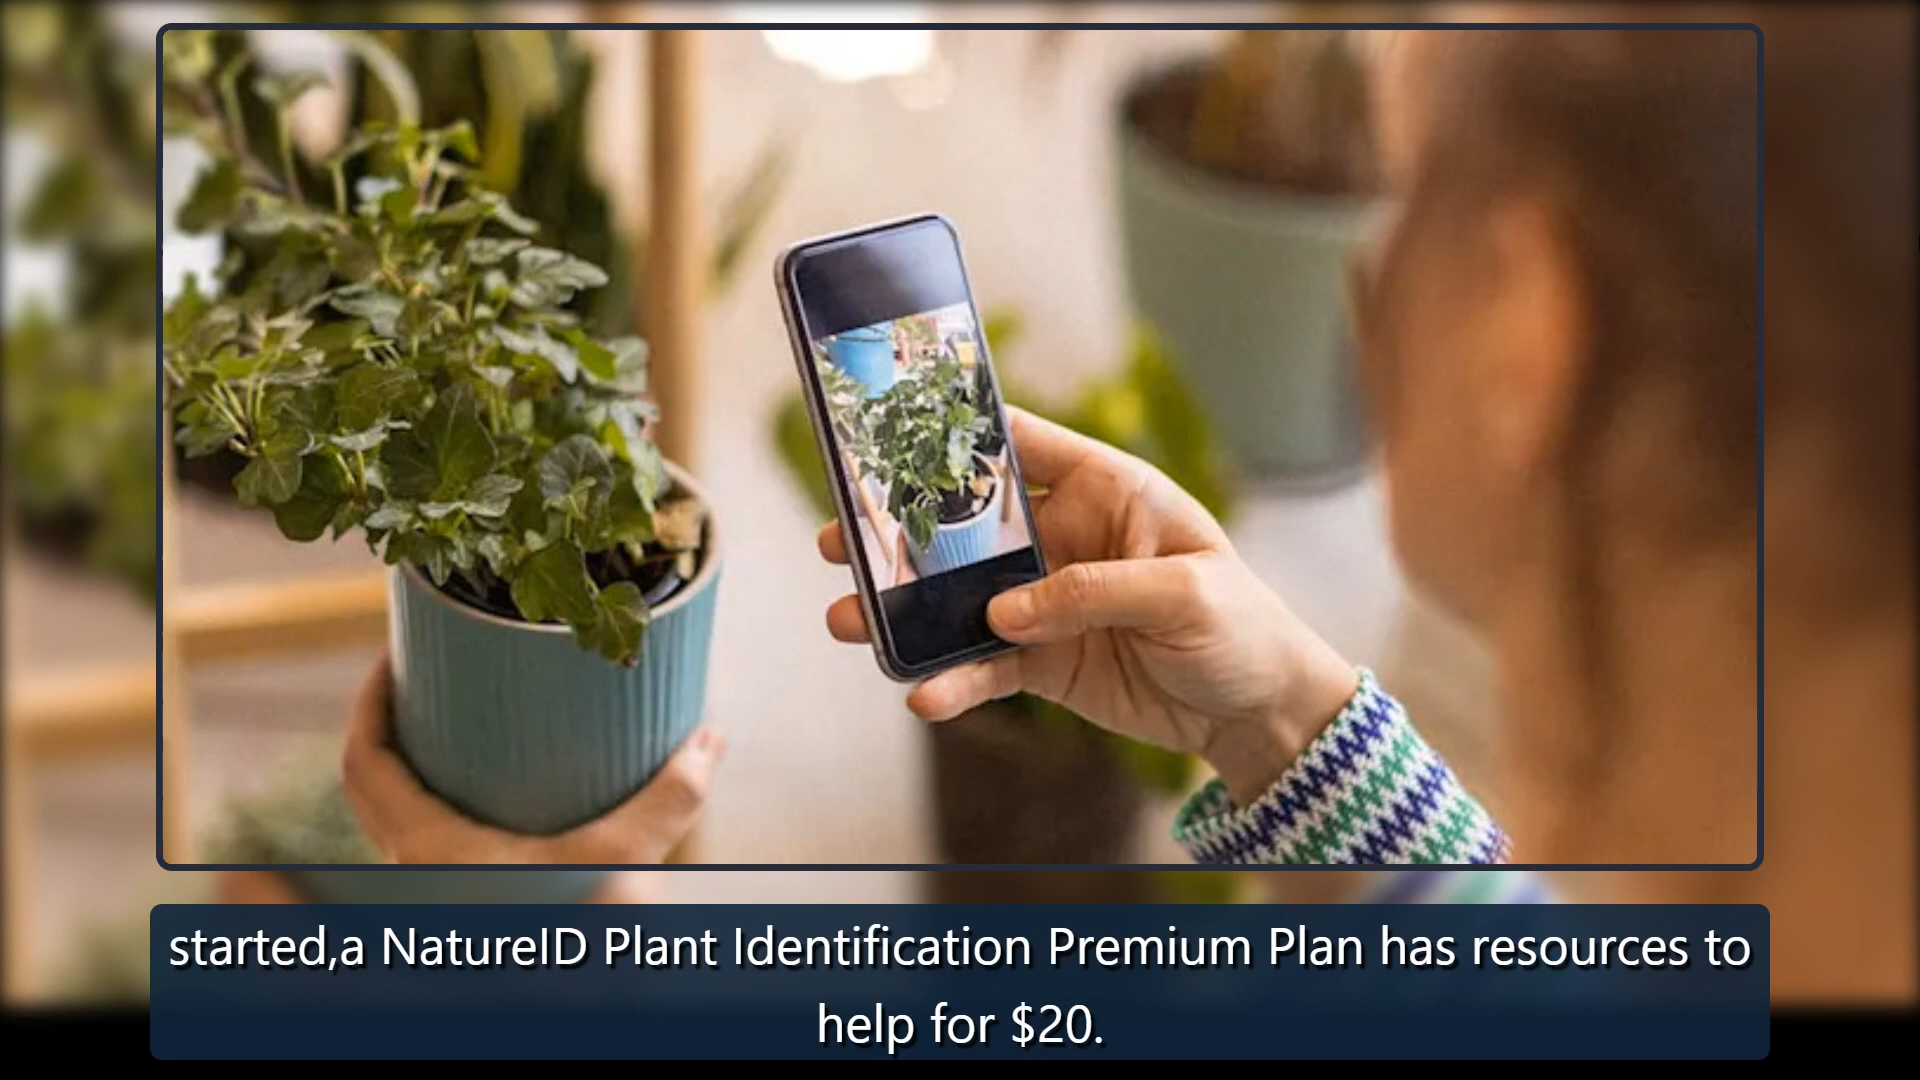 started,a NatureID Plant Identification Premium Plan has resources to
help for $20.